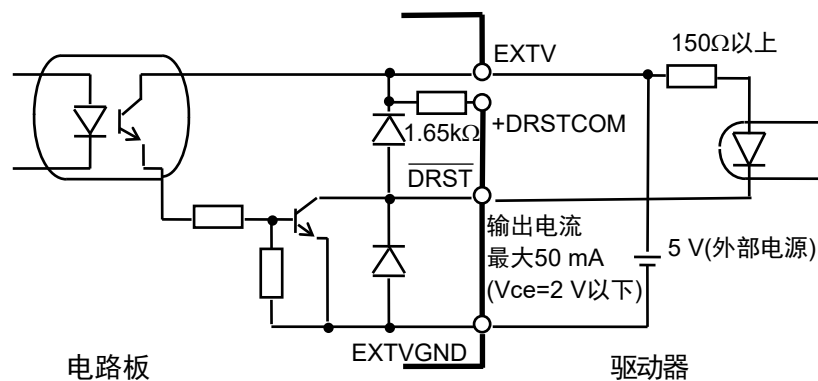 EXTV
150Ω以上
1.65kΩ
+DRSTCOM
DRST
输出电流
最大50 mA
(Vce=2 V以下)
5 V(外部电源)
EXTVGND
电路板
驱动器